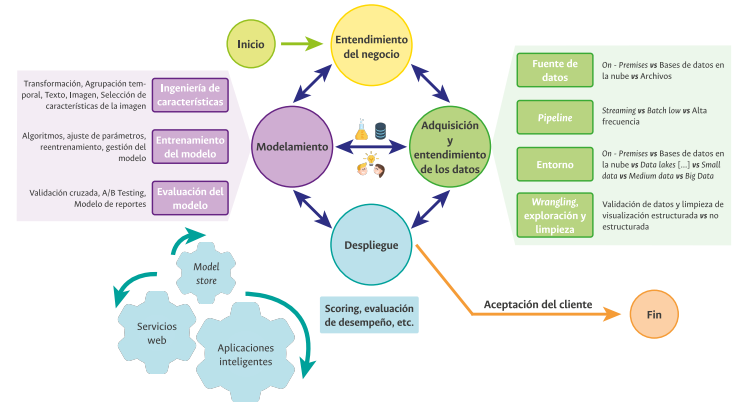 Inicio
Entendimiento
del negocio
Transformación, Agrupación tem-
poral, Texto, Imagen, Selección de
características de la imagen
Ingeniería de
características
Algoritmos, ajuste de parámetros,
reentrenamiento, gestión del
modelo
Entrenamiento
del modelo
Validación cruzada, A/B Testing,
Modelo de reportes
Evaluación del
modelo
Modelamiento
Adquisición
y
entendimiento
de los datos
Fuente de
datos
On - Premises vs Bases de datos en
la nube vs Archivos
Pipeline
Streaming vs Batch low vs Alta
frecuencia
Entorno
On - Premises vs Bases de datos en
la nube vs Data lakes [...] vs Small
data vs Medium data vs Big Data
Wrangling,
exploración y
limpieza
Validación de datos y limpieza de
visualización estructurada vs no
estructurada
Despliegue
Model
store
Servicios
web
Aplicaciones
inteligentes
Scoring, evaluación
de desempeño, etc.
Aceptación del cliente
Fin